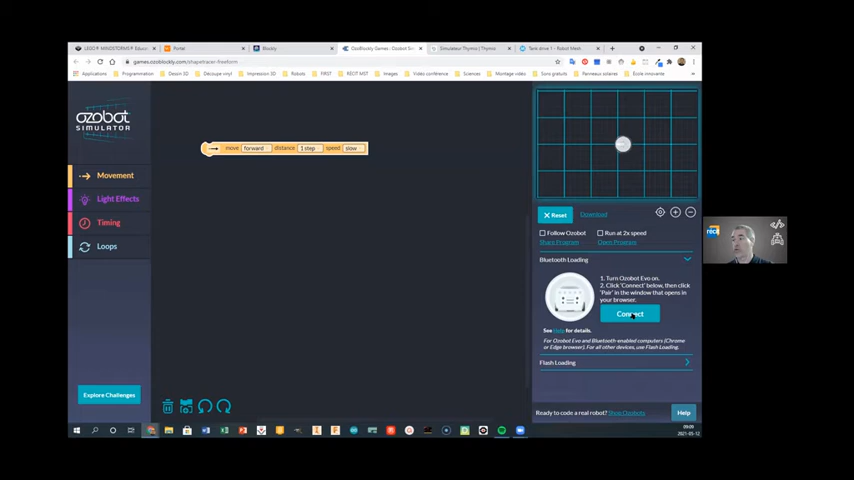 LEGO® MINDSTORMS® Educa
Portail
Blockly
OzoBlockly Games - Ozobot Sim
Simulateur Thymio | Thymio
Tank drive 1 - Robot Mesh
games.ozoblockly.com/shapetracer-freeform
Applications
Programmation
Dessin 3D
Découpe vinyl
Impression 3D
Robots
FIRST
RÉCIT MST
Images
Vidéo conférence
Sciences
Montage vidéo
Sports
Panneaux solaires
École innovante
ozobot
SIMULATOR
move forward distance 1 step speed slow
Movement
Light Effects
Timing
Loops
Explore Challenges
Reset
Download
Follow Ozobot
Run at 2x speed
Share Program
Open Program
Bluetooth Loading
1. Turn Ozobot Evo on.
2. Click 'Connect' below, then click
'Pair' in the window that opens in
your browser.
Connect
See Help for details.
For Ozobot Evo and Bluetooth-enabled computers (Chrome
or Edge browser). For all other devices, use Flash Loading.
Flash Loading
Ready to code a real robot? Show Ozobots
Help
09:09
2021-05-12
RÉCIT